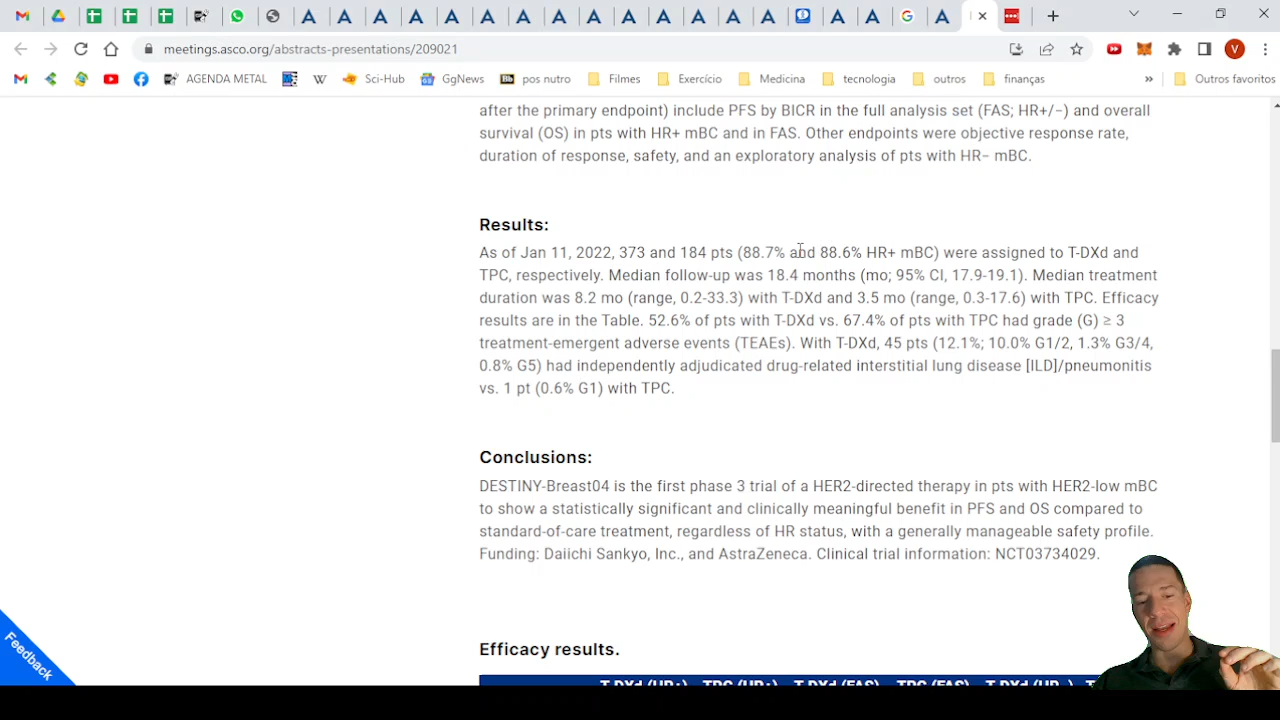 meetings.asco.org/abstracts-presentations/209021
V
AGENDA METAL
Sci-Hub
GgNews
Bb pos nutro
Filmes
Exercício
Medicina
tecnologia
outros
finanças
»
Outros favoritos
after the primary endpoint) include PFS by BICR in the full analysis set (FAS; HR+/−) and overall
survival (OS) in pts with HR+ mBC and in FAS. Other endpoints were objective response rate,
duration of response, safety, and an exploratory analysis of pts with HR− mBC.
Results:
As of Jan 11, 2022, 373 and 184 pts (88.7% and 88.6% HR+ mBC) were assigned to T-DXd and
TPC, respectively. Median follow-up was 18.4 months (mo; 95% CI, 17.9-19.1). Median treatment
duration was 8.2 mo (range, 0.2-33.3) with T-DXd and 3.5 mo (range, 0.3-17.6) with TPC. Efficacy
results are in the Table. 52.6% of pts with T-DXd vs. 67.4% of pts with TPC had grade (G) ≥ 3
treatment-emergent adverse events (TEAEs). With T-DXd, 45 pts (12.1%; 10.0% G1/2, 1.3% G3/4,
0.8% G5) had independently adjudicated drug-related interstitial lung disease [ILD]/pneumonitis
vs. 1 pt (0.6% G1) with TPC.
Conclusions:
DESTINY-Breast04 is the first phase 3 trial of a HER2-directed therapy in pts with HER2-low mBC
to show a statistically significant and clinically meaningful benefit in PFS and OS compared to
standard-of-care treatment, regardless of HR status, with a generally manageable safety profile.
Funding: Daiichi Sankyo, Inc., and AstraZeneca. Clinical trial information: NCT03734029.
Feedback
Efficacy results.
T-DXd (HR+) TPC (HR+) T-DXd (FAS) TPC (FAS)